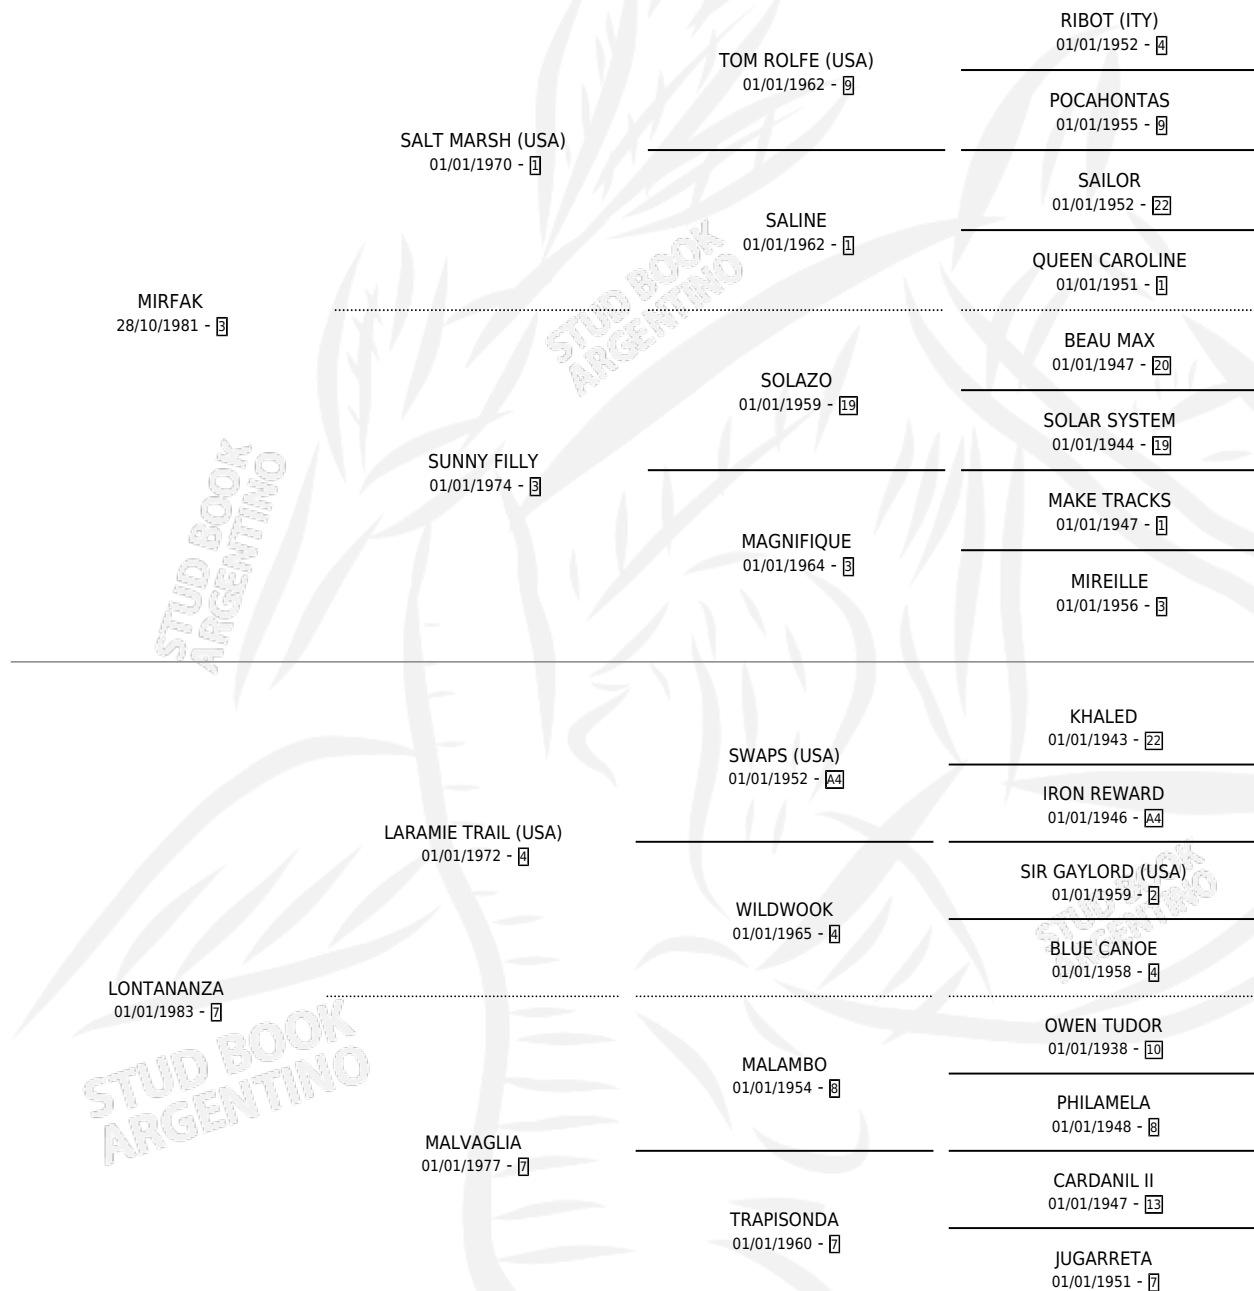 RIBOT (ITY)
01/01/1952 - 4
TOM ROLFE (USA)
01/01/1962 - 9
POCAHONTAS
01/01/1955 - 9
SALT MARSH (USA)
01/01/1970 - 1
SAILOR
01/01/1952 - 22
SALINE
01/01/1962 - 1
QUEEN CAROLINE
01/01/1951 - 1
STUD BOOK
ARGENTINO
MIRFAK
28/10/1981 - 3
BEAU MAX
01/01/1947 - 20
SOLAZO
01/01/1959 - 19
SOLAR SYSTEM
01/01/1944 - 19
SUNNY FILLY
01/01/1974 - 3
MAKE TRACKS
01/01/1947 - 1
MAGNIFIQUE
01/01/1964 - 3
MIREILLE
01/01/1956 - 3
STUD BOOK
ARGENTINO
KHALED
01/01/1943 - 22
SWAPS (USA)
01/01/1952 - A4
IRON REWARD
01/01/1946 - A4
LARAMIE TRAIL (USA)
01/01/1972 - 4
SIR GAYLORD (USA)
01/01/1959 - 2
WILDWOOK
01/01/1965 - 4
STUD BOOK
ARGENTINO
BLUE CANOE
01/01/1958 - 4
LONTANANZA
01/01/1983 - 7
OWEN TUDOR
01/01/1938 - 10
STUD BOOK
ARGENTINO
MALAMBO
01/01/1954 - 8
PHILAMELA
01/01/1948 - 8
MALVAGLIA
01/01/1977 - 7
CARDANIL II
01/01/1947 - 13
TRAPISONDA
01/01/1960 - 7
JUGARRETA
01/01/1951 - 7